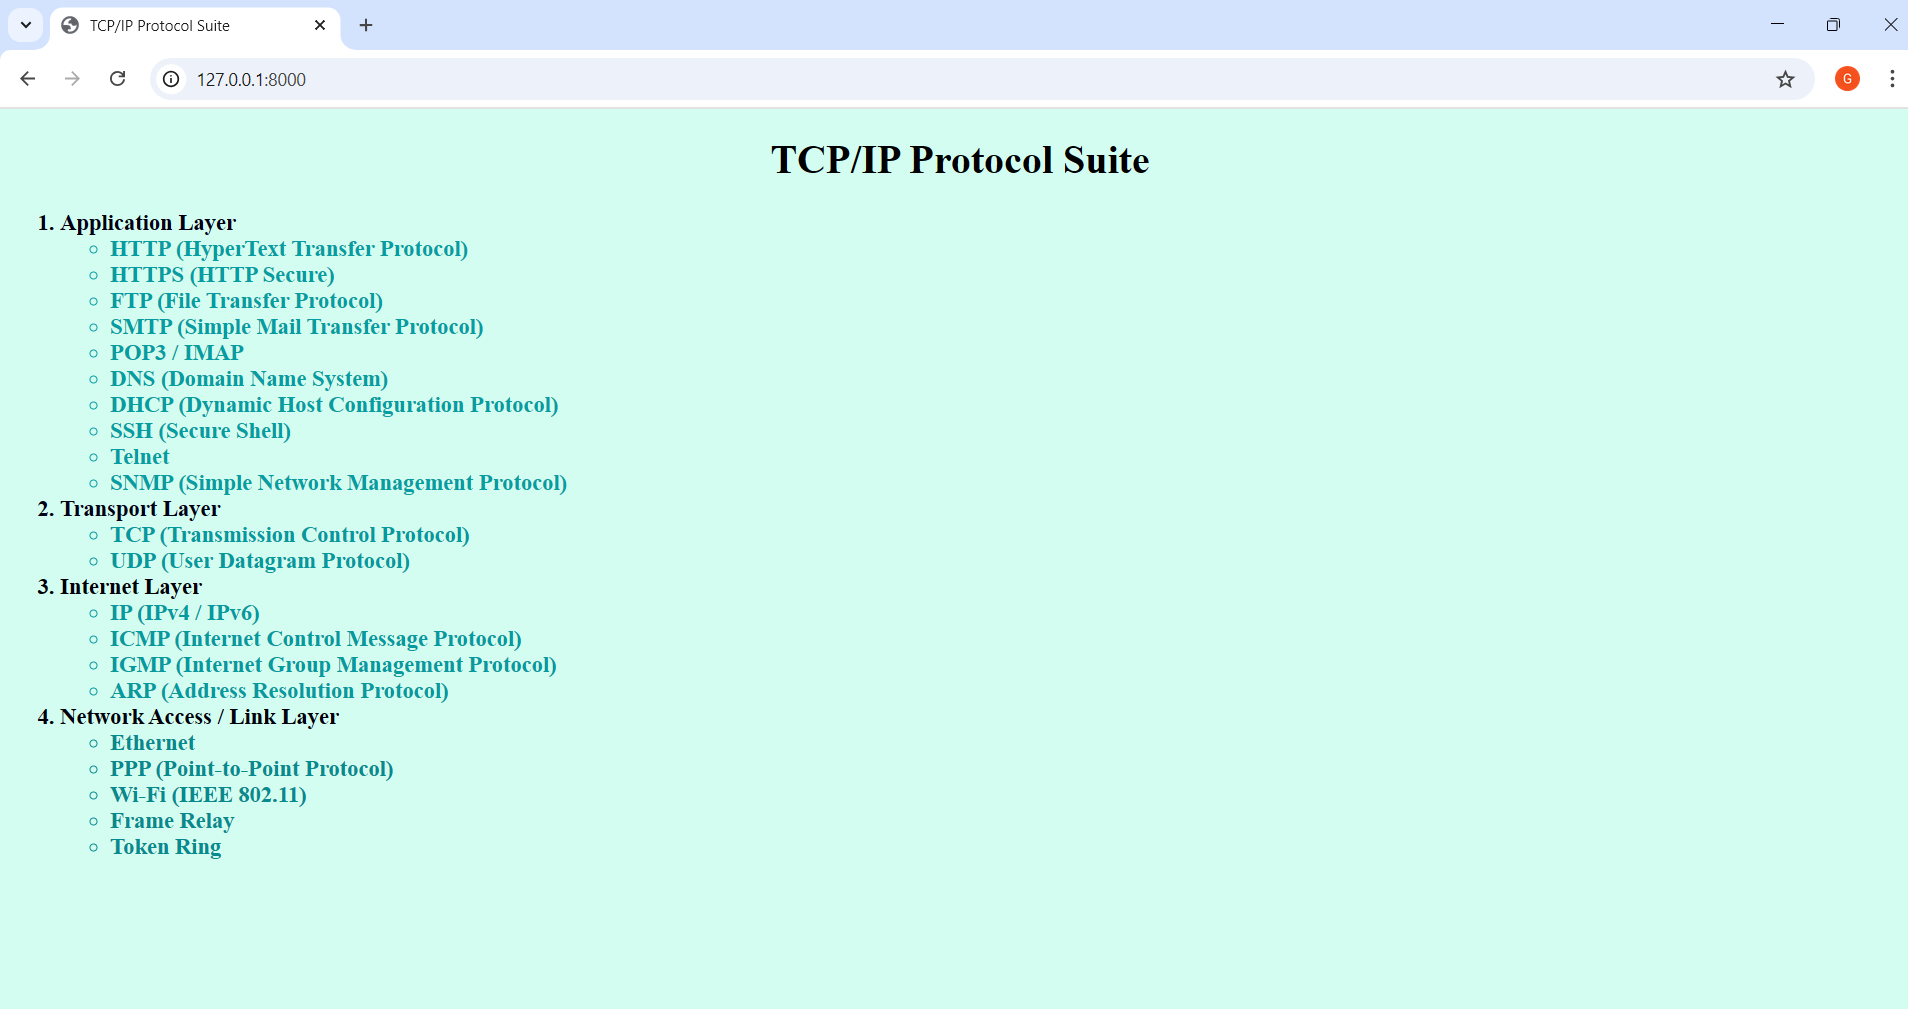 TCP/IP Protocol Suite
127.0.0.1:8000
G
TCP/IP Protocol Suite
1. Application Layer
HTTP (HyperText Transfer Protocol)
HTTPS (HTTP Secure)
FTP (File Transfer Protocol)
SMTP (Simple Mail Transfer Protocol)
POP3 / IMAP
DNS (Domain Name System)
DHCP (Dynamic Host Configuration Protocol)
SSH (Secure Shell)
Telnet
SNMP (Simple Network Management Protocol)
2. Transport Layer
TCP (Transmission Control Protocol)
UDP (User Datagram Protocol)
3. Internet Layer
IP (IPv4 / IPv6)
ICMP (Internet Control Message Protocol)
IGMP (Internet Group Management Protocol)
ARP (Address Resolution Protocol)
4. Network Access / Link Layer
Ethernet
PPP (Point-to-Point Protocol)
Wi-Fi (IEEE 802.11)
Frame Relay
Token Ring